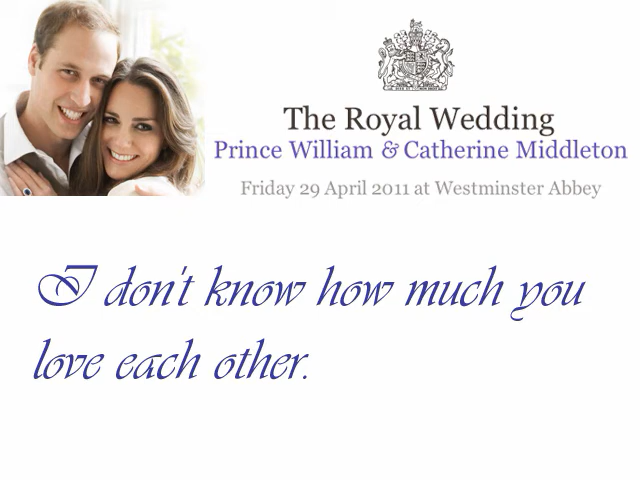 The Royal Wedding
Prince William & Catherine Middleton
Friday 29 April 2011 at Westminster Abbey
I don't know how much you
love each other.